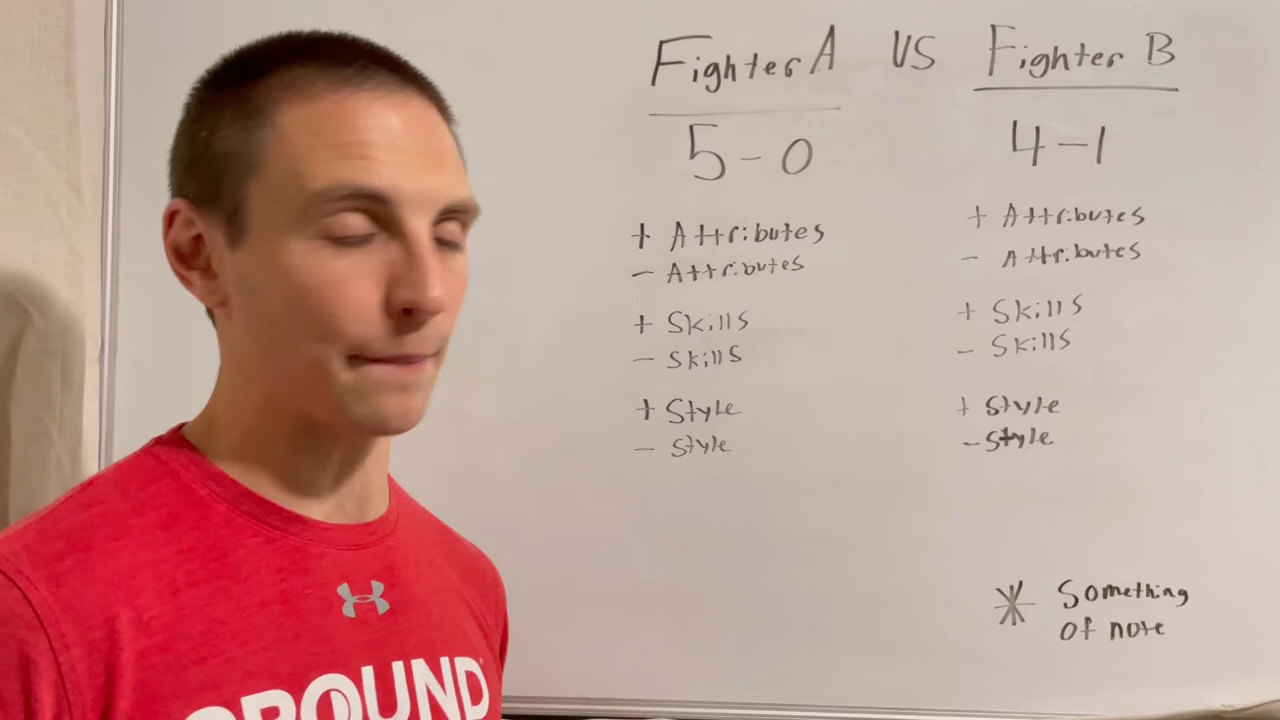 Fighter A VS Fighter B
5-0
4-1
+ Attributes
- Attributes
+ Skills
- Skills
+ Style
- Style
+ Attributes
- Attributes
+ Skills
- Skills
+ Style
- Style
* Something
of note